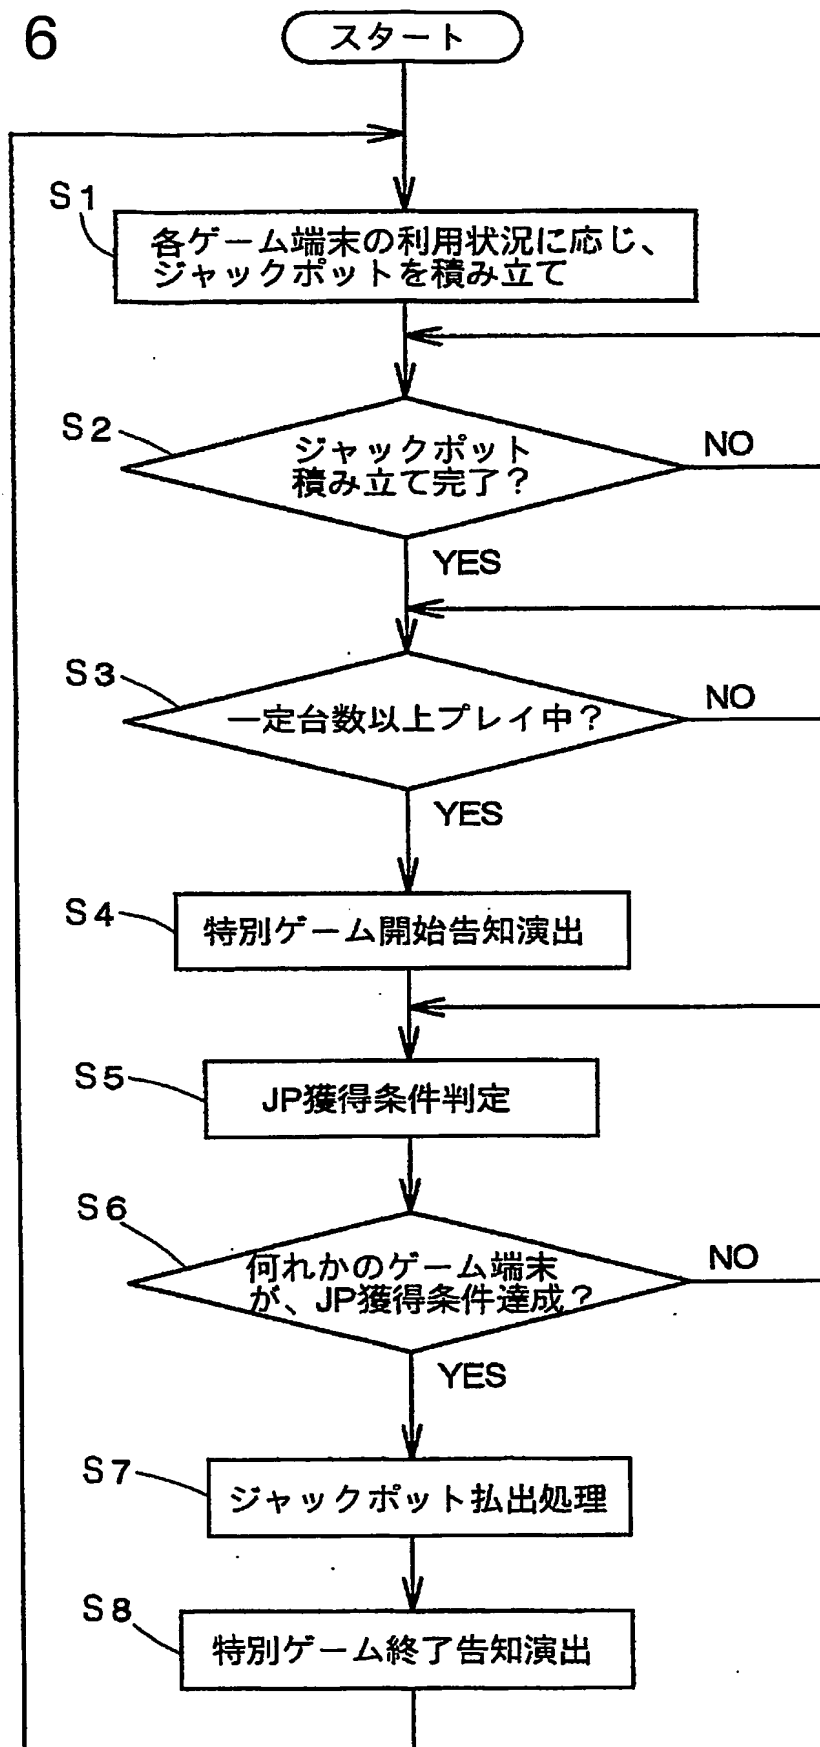 6
スタート
S1
各ゲーム端末の利用状況に応じ、
ジャックポットを積み立て
S2
ジャックポット
積み立て完了?
NO
YES
S3
一定台数以上プレイ中?
NO
YES
S4
特別ゲーム開始告知演出
S5
JP獲得条件判定
S6
何れかのゲーム端末
が、JP獲得条件達成?
NO
YES
S7
ジャックポット払出処理
S8
特別ゲーム終了告知演出